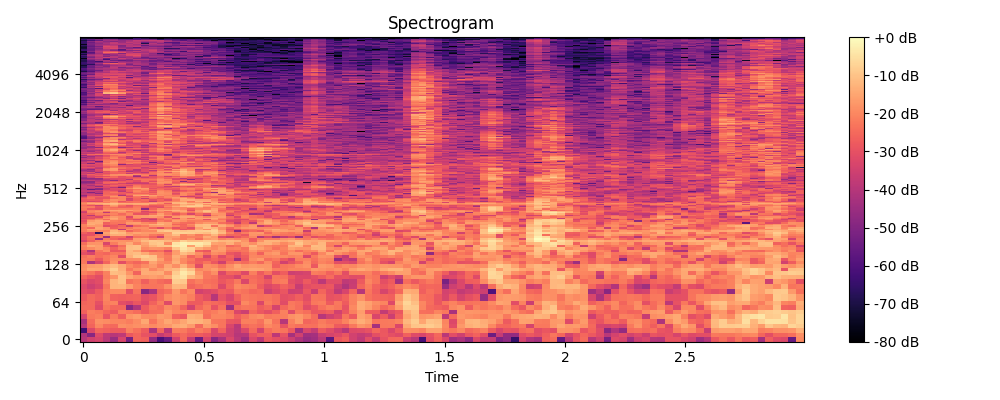 Spectrogram
Hz
4096
2048
1024
512
256
128
64
0
0
0.5
1
1.5
2
2.5
Time
+0 dB
-10 dB
-20 dB
-30 dB
-40 dB
-50 dB
-60 dB
-70 dB
-80 dB